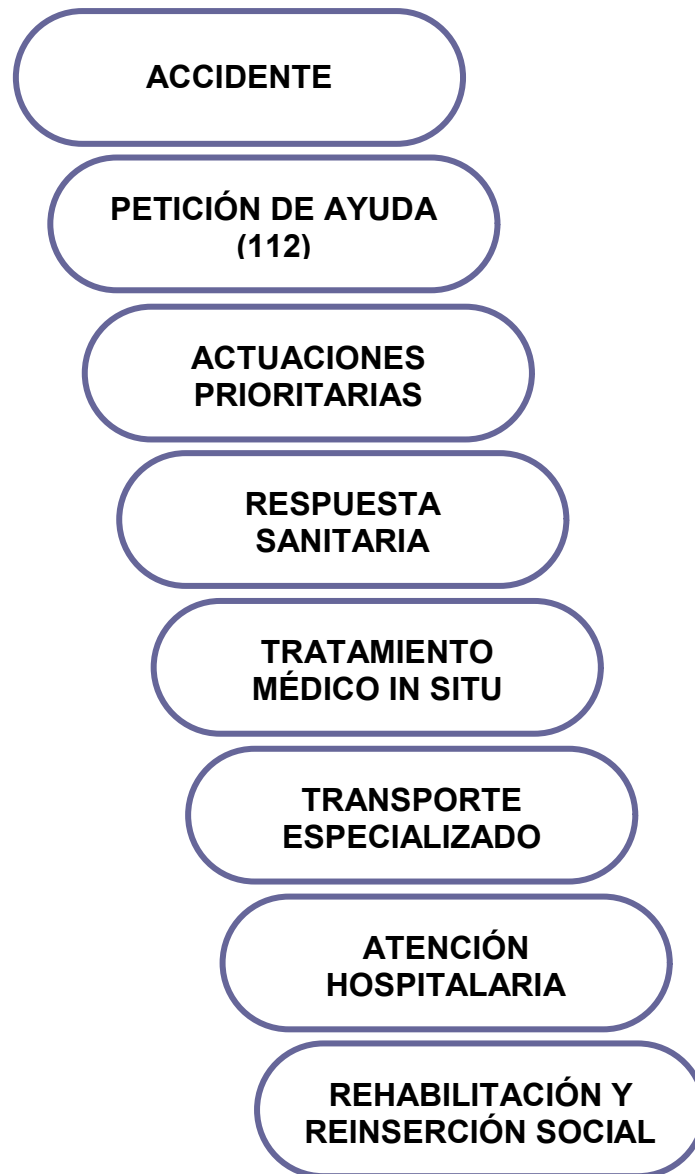 ACCIDENTE
PETICIÓN DE AYUDA
(112)
ACTUACIONES
PRIORITARIAS
RESPUESTA
SANITARIA
TRATAMIENTO
MÉDICO IN SITU
TRANSPORTE
ESPECIALIZADO
ATENCIÓN
HOSPITALARIA
REHABILITACIÓN Y
REINSERCIÓN SOCIAL